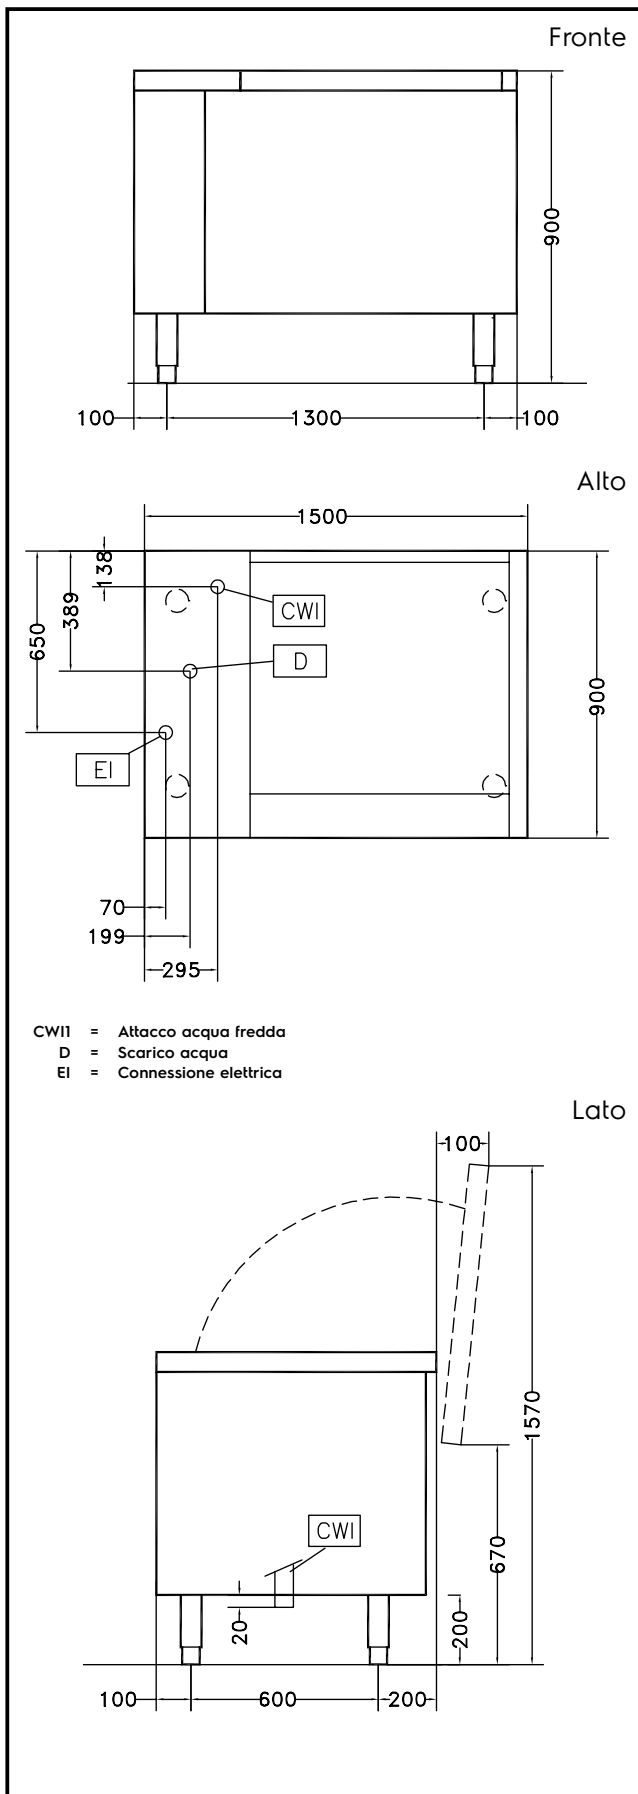 Fronte
900
100 1300 100
Alto
1500
138
389
650
CWI
D
900
EI
70
199
295
CWI1 = Attacco acqua fredda
D = Scarico acqua
EI = Connessione elettrica
Lato
100
1570
CWI
670
20
200
100 600 200